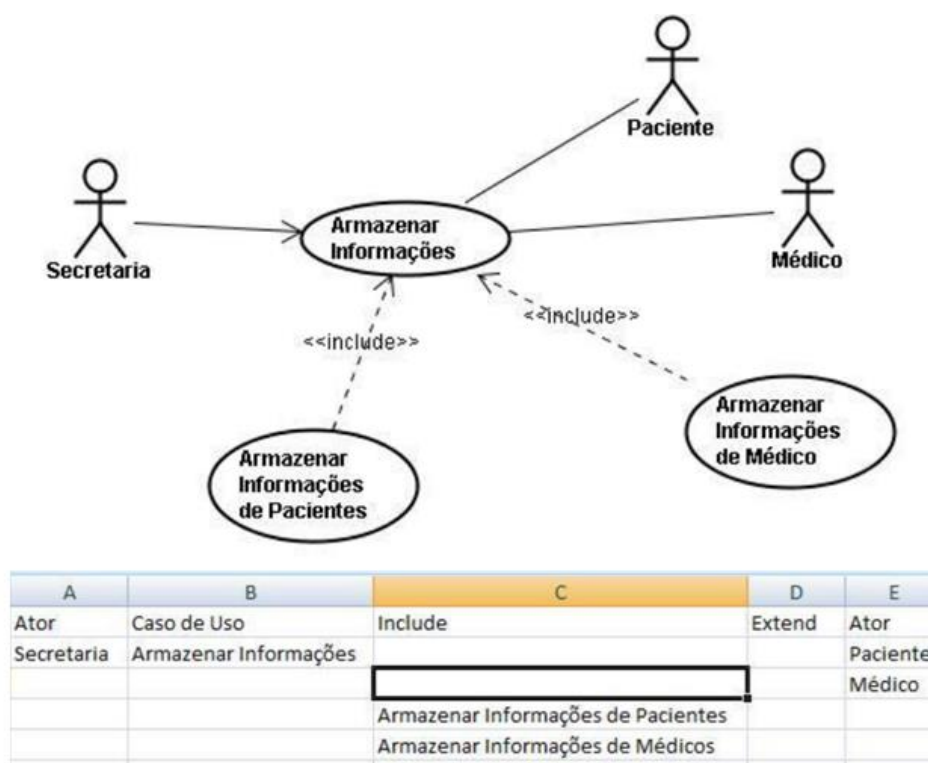 Paciente
Secretaria
Armazenar
Informações
Médico
<<include>>
<<include>>
Armazenar
Informações
de Pacientes
Armazenar
Informações
de Médico
A B C D E
Ator Caso de Uso Include Extend Ator
Secretaria Armazenar Informações Paciente
Médico
Armazenar Informações de Pacientes
Armazenar Informações de Médicos